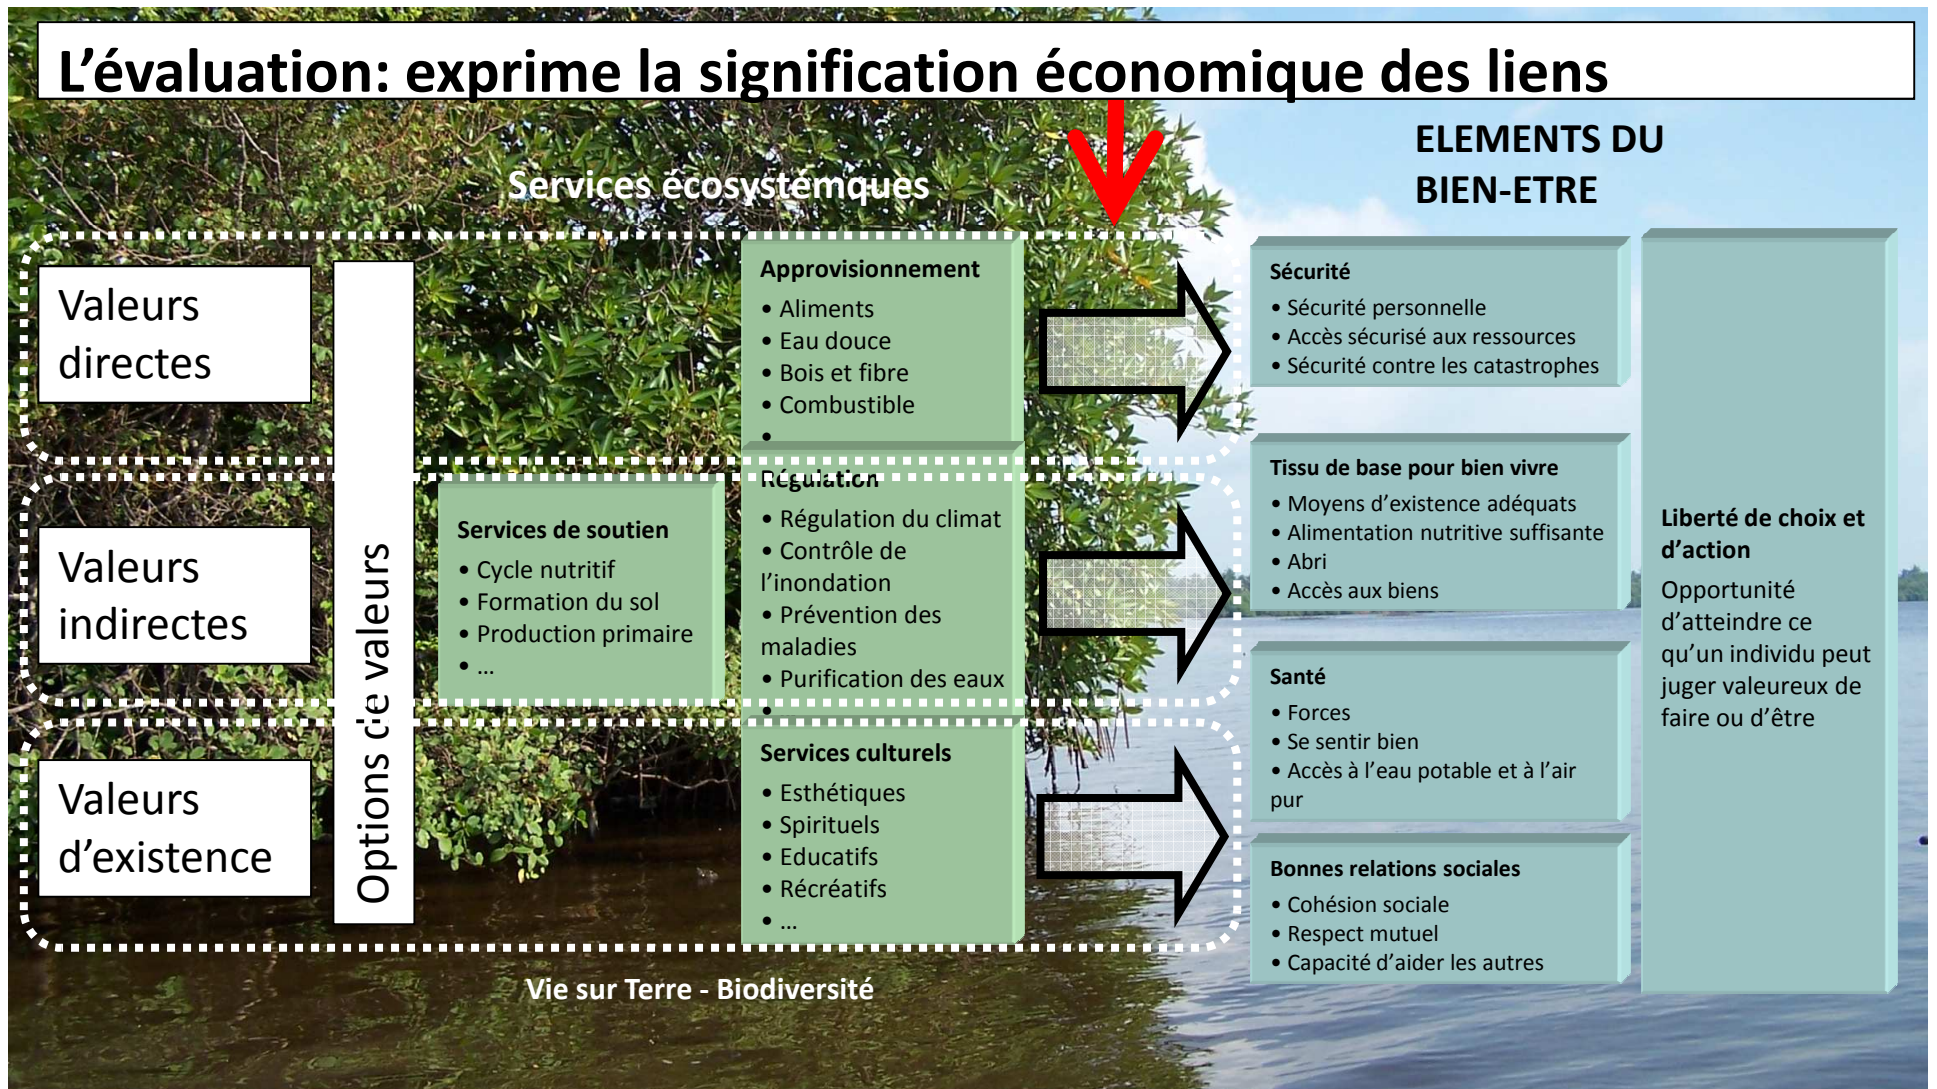 L'évaluation: exprime la signification économique des liens
Services écosystémques
ELEMENTS DU
BIEN-ETRE
Valeurs
directes
Valeurs
indirectes
Valeurs
d'existence
Options de valeurs
Services de soutien
• Cycle nutritif
• Formation du sol
• Production primaire
• ...
Approvisionnement
• Aliments
• Eau douce
• Bois et fibre
• Combustible
•
Régulation
• Régulation du climat
• Contrôle de
l'inondation
• Prévention des
maladies
• Purification des eaux
•
Services culturels
• Esthétiques
• Spirituels
• Educatifs
• Récréatifs
• ...
Sécurité
• Sécurité personnelle
• Accès sécurisé aux ressources
• Sécurité contre les catastrophes
Tissu de base pour bien vivre
• Moyens d'existence adéquats
• Alimentation nutritive suffisante
• Abri
• Accès aux biens
Santé
• Forces
• Se sentir bien
• Accès à l'eau potable et à l'air
pur
Bonnes relations sociales
• Cohésion sociale
• Respect mutuel
• Capacité d'aider les autres
Liberté de choix et
d'action
Opportunité
d'atteindre ce
qu'un individu peut
juger valeureux de
faire ou d'être
Vie sur Terre - Biodiversité